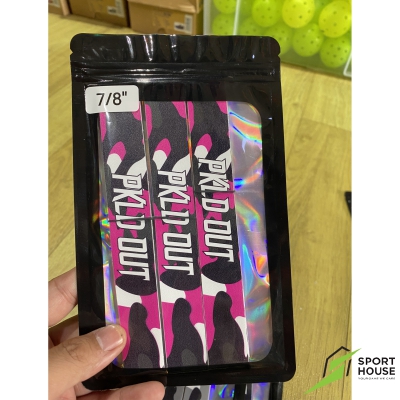 7/8"
PKL'D OUT
PKL'D OUT
PKL'D OUT
SPORT
HOUSE